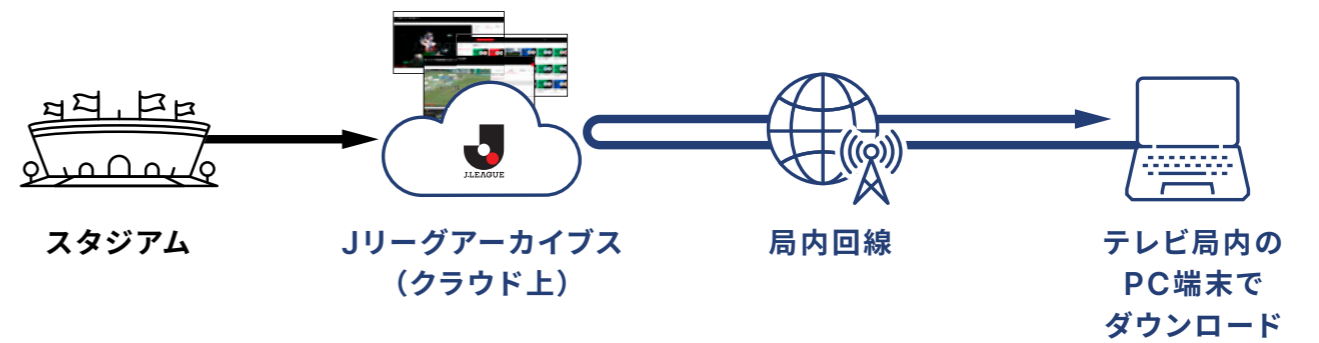 J.LEAGUE
スタジアム
Jリーグアーカイブス
（クラウド上）
局内回線
テレビ局内の
PC端末で
ダウンロード